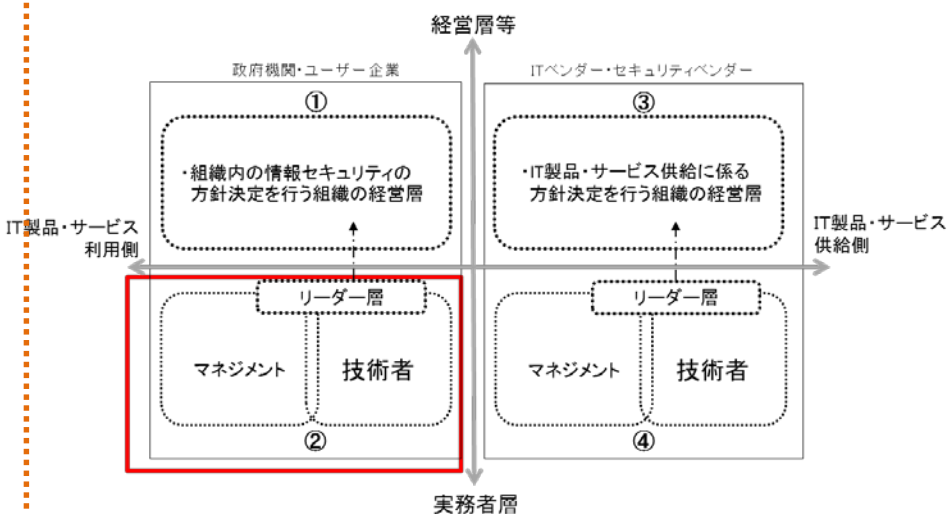 経営層等
政府機関・ユーザー企業
ITベンダー・セキュリティベンダー
①
③
・組織内の情報セキュリティの
方針決定を行う組織の経営層
・IT製品・サービス供給に係る
方針決定を行う組織の経営層
IT製品・サービス
利用側
IT製品・サービス
供給側
リーダー層
リーダー層
マネジメント
技術者
マネジメント
技術者
②
④
実務者層